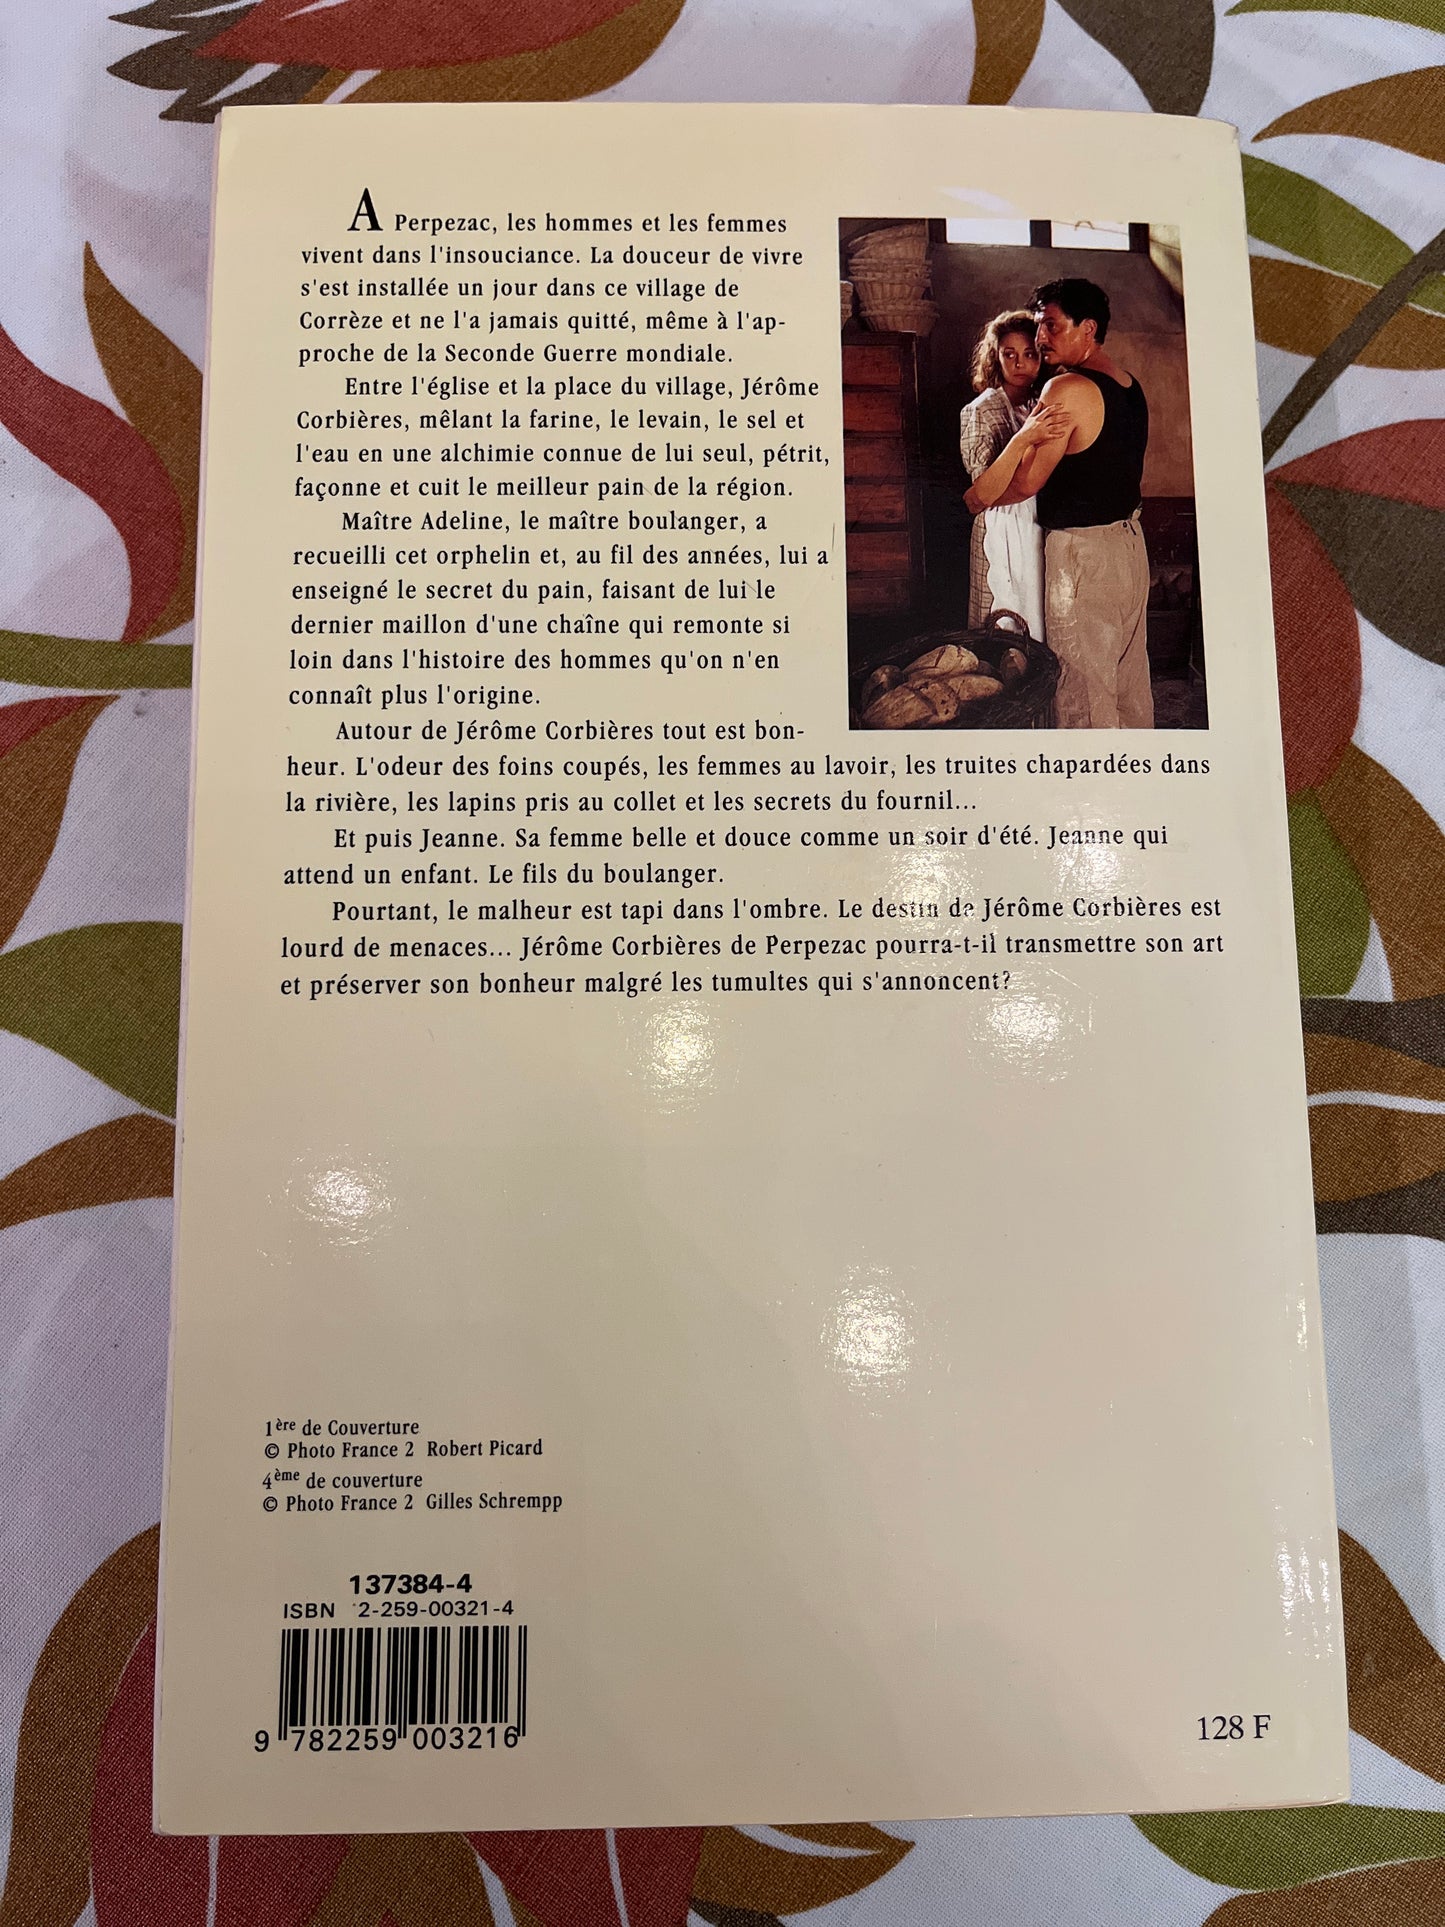 A Perpezac, les hommes et les femmes
vivent dans l'insouciance. La douceur de vivre
s'est installée un jour dans ce village de
Corrèze et ne l'a jamais quitté, même à l'ap-
proche de la Seconde Guerre mondiale.
Entre l'église et la place du village, Jérôme
Corbières, mêlant la farine, le levain, le sel et
l'eau en une alchimie connue de lui seul, pétrit,
façonne et cuit le meilleur pain de la région.
Maître Adeline, le maître boulanger, a
recueilli cet orphelin et, au fil des années, lui a
enseigné le secret du pain, faisant de lui le
dernier maillon d'une chaîne qui remonte si
loin dans l'histoire des hommes qu'on n'en
connaît plus l'origine.
Autour de Jérôme Corbières tout est bon-
heur. L'odeur des foins coupés, les femmes au lavoir, les truites chapardées dans
la rivière, les lapins pris au collet et les secrets du fournil...
Et puis Jeanne. Sa femme belle et douce comme un soir d'été. Jeanne qui
attend un enfant. Le fils du boulanger.
Pourtant, le malheur est tapi dans l'ombre. Le destin de Jérôme Corbières est
lourd de menaces... Jérôme Corbières de Perpezac pourra-t-il transmettre son art
et préserver son bonheur malgré les tumultes qui s'annoncent?
1ère de Couverture
© Photo France 2 Robert Picard
4ème de couverture
© Photo France 2 Gilles Schrempp
137384-4
ISBN 2-259-00321-4
9 782259 003216
128 F